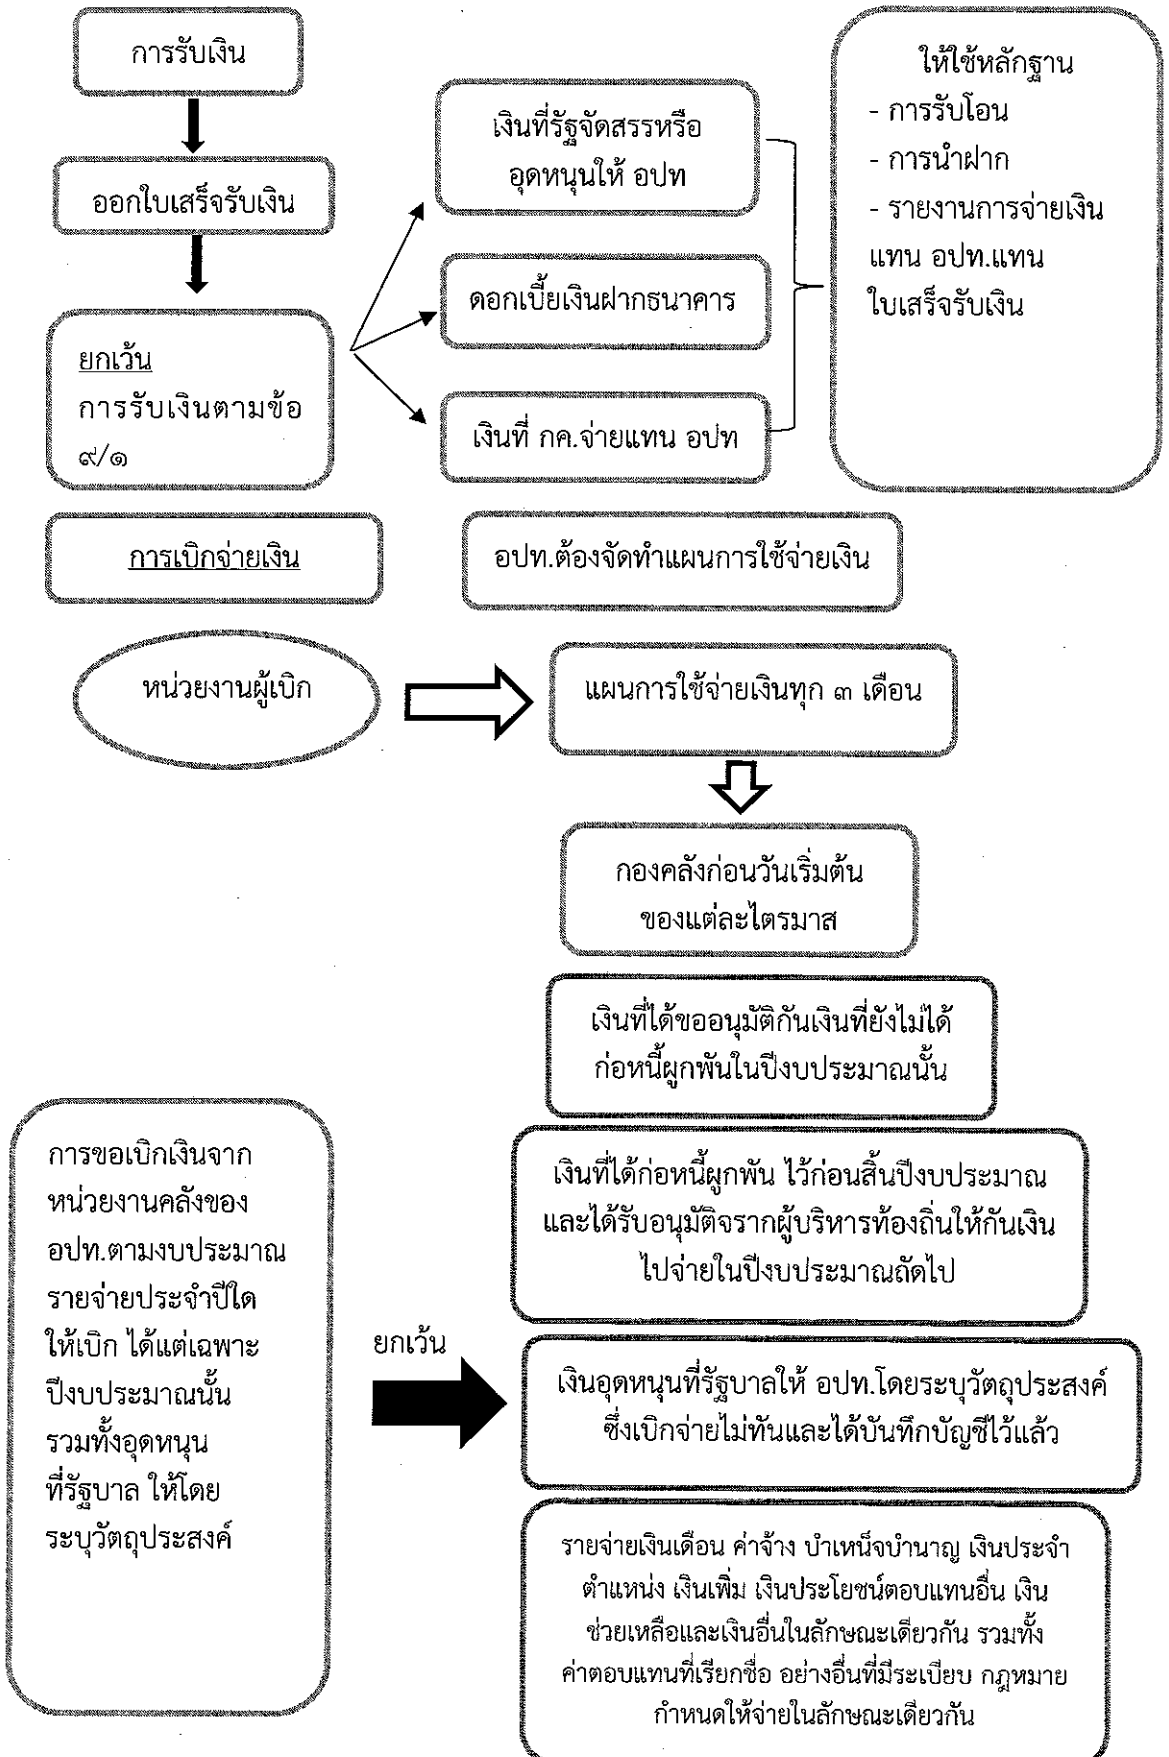 การรับเงิน
ออกใบเสร็จรับเงิน
ยกเว้น
การรับเงินตามข้อ
๙/๑
เงินที่รัฐจัดสรรหรือ
อุดหนุนให้ อปท
ดอกเบี้ยเงินฝากธนาคาร
เงินที่ กค.จ่ายแทน อปท
ให้ใช้หลักฐาน
- การรับโอน
- การนำฝาก
- รายงานการจ่ายเงิน
แทน อปท.แทน
ใบเสร็จรับเงิน
การเบิกจ่ายเงิน
อปท.ต้องจัดทำแผนการใช้จ่ายเงิน
หน่วยงานผู้เบิก
แผนการใช้จ่ายเงินทุก ๓ เดือน
กองคลังก่อนวันเริ่มต้น
ของแต่ละไตรมาส
การขอเบิกเงินจาก
หน่วยงานคลังของ
อปท.ตามงบประมาณ
รายจ่ายประจำปีใด
ให้เบิก ได้แต่เฉพาะ
ปีงบประมาณนั้น
รวมทั้งอุดหนุน
ที่รัฐบาล ให้โดย
ระบุวัตถุประสงค์
ยกเว้น
เงินที่ได้ขออนุมัติกันเงินที่ยังไม่ได้
ก่อหนี้ผูกพันในปีงบประมาณนั้น
เงินที่ได้ก่อหนี้ผูกพัน ไว้ก่อนสิ้นปีงบประมาณ
และได้รับอนุมัติจรากผู้บริหารท้องถิ่นให้กันเงิน
ไปจ่ายในปีงบประมาณถัดไป
เงินอุดหนุนที่รัฐบาลให้ อปท.โดยระบุวัตถุประสงค์
ซึ่งเบิกจ่ายไม่ทันและได้บันทึกบัญชีไว้แล้ว
รายจ่ายเงินเดือน ค่าจ้าง บำเหน็จบำนาญ เงินประจำ
ตำแหน่ง เงินเพิ่ม เงินประโยชน์ตอบแทนอื่น เงิน
ช่วยเหลือและเงินอื่นในลักษณะเดียวกัน รวมทั้ง
ค่าตอบแทนที่เรียกชื่อ อย่างอื่นที่มีระเบียบ กฎหมาย
กำหนดให้จ่ายในลักษณะเดียวกัน